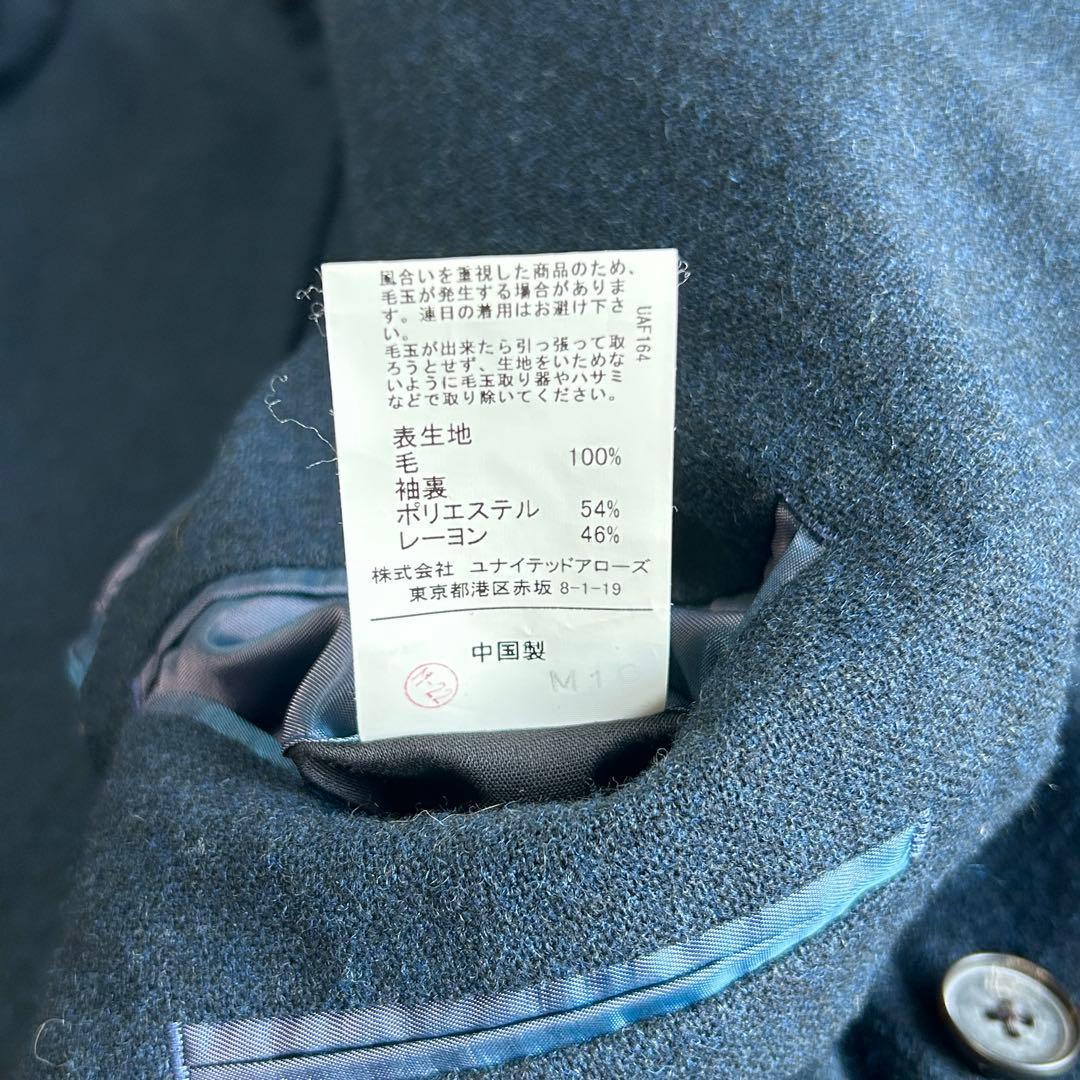 風合いを重視した商品のため、
毛玉が発生する場合がありま
す。連日の着用はお避け下さ
い。
毛玉が出来たら引っ張って取
ろうとせず、生地をいためな
いように毛玉取り器やハサミ
などで取り除いてください。
UAF164
表生地
毛 100%
袖裏
ポリエステル 54%
レーヨン 46%
株式会社 ユナイテッドアローズ
東京都港区赤坂 8-1-19
中国製